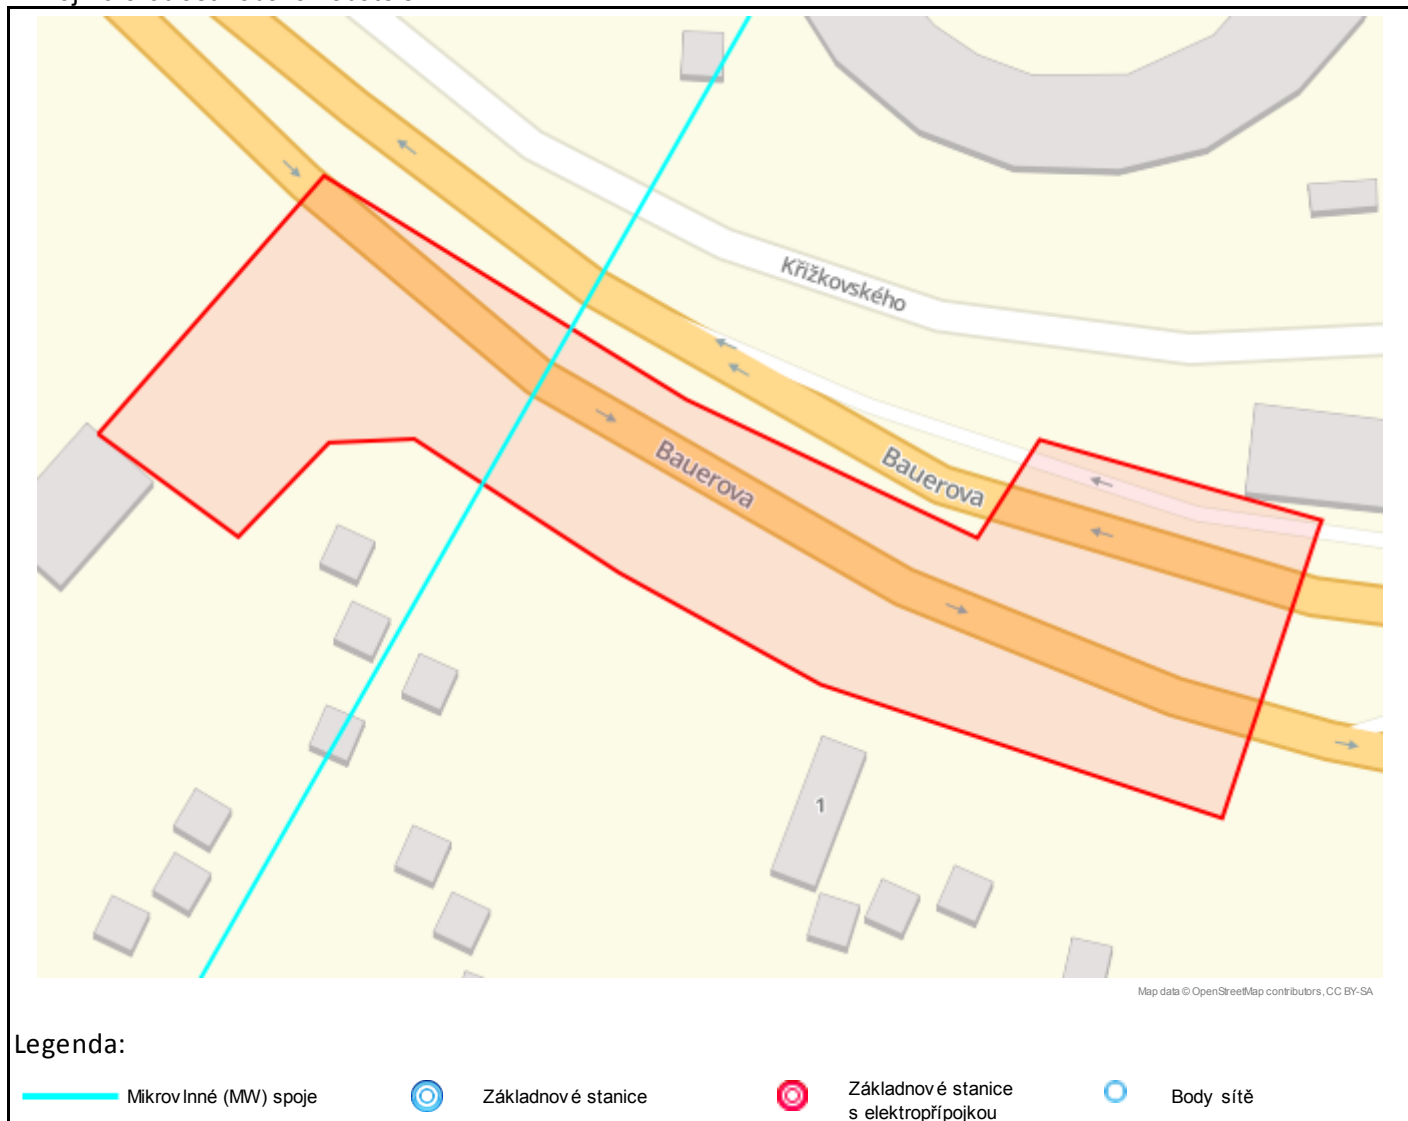 Křížkovského
Bauerova
Bauerova
1
Map data © OpenStreetMap contributors, CC BY-SA
Legenda:
Mikrovlnné (MW) spoje
Základnové stanice
Základnové stanice
s elektropřípojkou
Body sítě